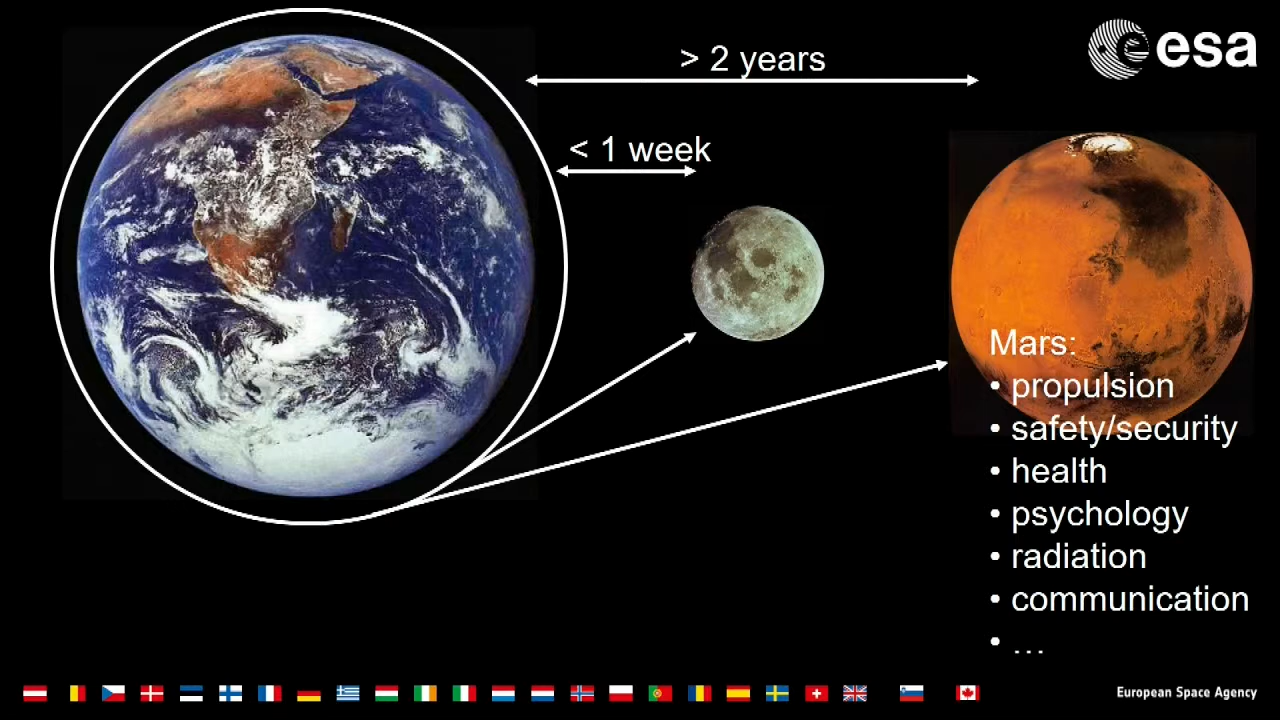 > 2 years
esa
< 1 week
Mars:
• propulsion
• safety/security
• health
• psychology
• radiation
• communication
• …
European Space Agency